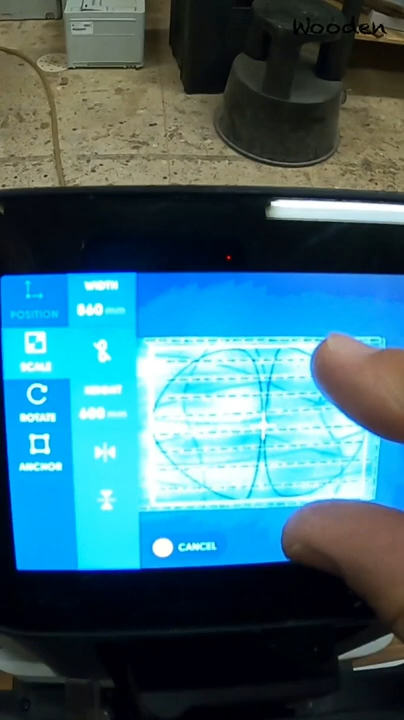 Wooden
POSITION
WIDTH
860 mm
SCALE
HEIGHT
600 mm
ROTATE
ANCHOR
CANCEL